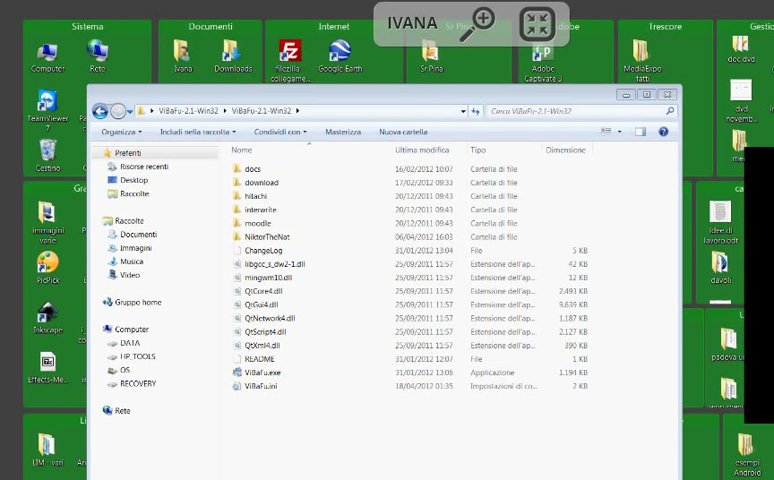 IVANA
Sistema
Documenti
Internet
Sr Pina
Trescore
Computer
Rete
Ivana
Downloads
filezilla
collegame...
Google Earth
Sr Pina
Adobe
Captivate 3
MediaExpo
fatti
doc dvd
TeamViewer
7
Cestino
immagini
varie
PicPick
Inkscape
Effects-Me...
LIM - vari
ViBaFu-2.1-Win32
ViBaFu-2.1-Win32
Cerca ViBaFu-2.1-Win32
Organizza
Includi nella raccolta
Condividi con
Masterizza
Nuova cartella
Preferiti
Risorse recenti
Desktop
Raccolte
Raccolte
Documenti
Immagini
Musica
Video
Gruppo home
Computer
DATA
HP_TOOLS
OS
RECOVERY
Rete
Nome Ultima modifica Tipo Dimensione
docs 16/02/2012 10:07 Cartella di file
download 17/02/2012 09:33 Cartella di file
hitachi 20/12/2011 09:43 Cartella di file
interwrite 20/12/2011 09:43 Cartella di file
moodle 20/12/2011 09:43 Cartella di file
NiktorTheNat 06/04/2012 16:03 Cartella di file
ChangeLog 31/01/2012 13:04 File 5 KB
libgcc_s_dw2-1.dll 25/09/2011 11:57 Estensione dell'ap... 42 KB
mingwm10.dll 25/09/2011 11:57 Estensione dell'ap... 12 KB
QtCore4.dll 25/09/2011 11:57 Estensione dell'ap... 2.493 KB
QtGui4.dll 25/09/2011 11:57 Estensione dell'ap... 9.639 KB
QtNetwork4.dll 25/09/2011 11:57 Estensione dell'ap... 1.187 KB
QtScript4.dll 25/09/2011 11:57 Estensione dell'ap... 2.127 KB
QtXml4.dll 25/09/2011 11:57 Estensione dell'ap... 390 KB
README 31/01/2012 12:07 File 1 KB
ViBaFu.exe 31/01/2012 13:06 Applicazione 1.194 KB
ViBaFu.ini 18/04/2012 01:35 Impostazioni di co... 2 KB
dvd
novemb...
idee di
lavoro1.odt
davoli
padova.un
esempi
Android